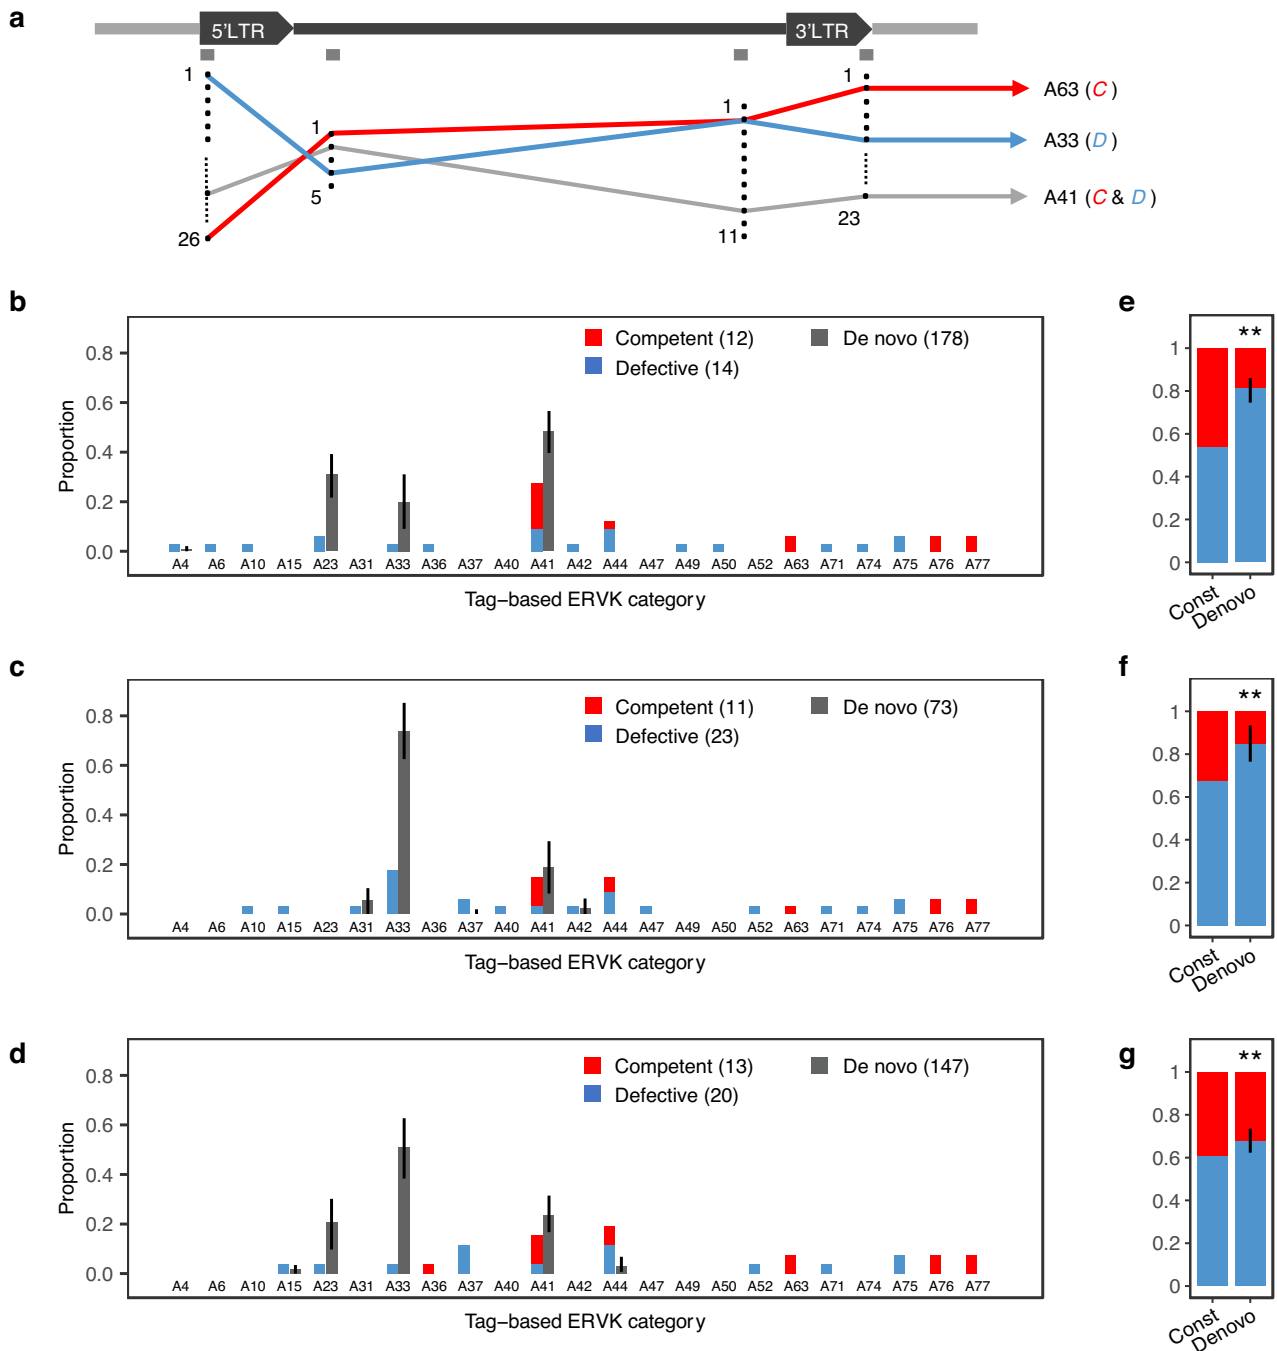 a
5'LTR
3'LTR
1
1
1
1
5
26
11
23
A63 (C)
A33 (D)
A41 (C & D)
b
Competent (12)
Defective (14)
De novo (178)
Proportion
0.8
0.6
0.4
0.2
0.0
A4 A6 A10 A15 A23 A31 A33 A36 A37 A40 A41 A42 A44 A47 A49 A50 A52 A63 A71 A74 A75 A76 A77
Tag–based ERVK category
e
**
1
0.8
0.6
0.4
0.2
0
Const
Denovo
c
Competent (11)
Defective (23)
De novo (73)
Proportion
0.8
0.6
0.4
0.2
0.0
A4 A6 A10 A15 A23 A31 A33 A36 A37 A40 A41 A42 A44 A47 A49 A50 A52 A63 A71 A74 A75 A76 A77
Tag–based ERVK category
f
**
1
0.8
0.6
0.4
0.2
0
Const
Denovo
d
Competent (13)
Defective (20)
De novo (147)
Proportion
0.8
0.6
0.4
0.2
0.0
A4 A6 A10 A15 A23 A31 A33 A36 A37 A40 A41 A42 A44 A47 A49 A50 A52 A63 A71 A74 A75 A76 A77
Tag–based ERVK category
g
**
1
0.8
0.6
0.4
0.2
0
Const
Denovo